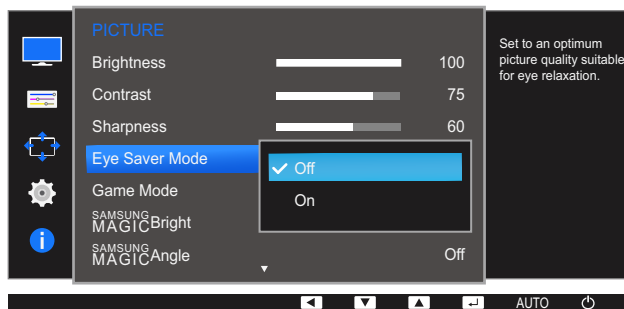 PICTURE
Brightness 100
Contrast 75
Sharpness 60
Eye Saver Mode
Off
Game Mode
On
SAMSUNG
MAGICBright
SAMSUNG
MAGICAngle Off
Set to an optimum
picture quality suitable
for eye relaxation.
AUTO